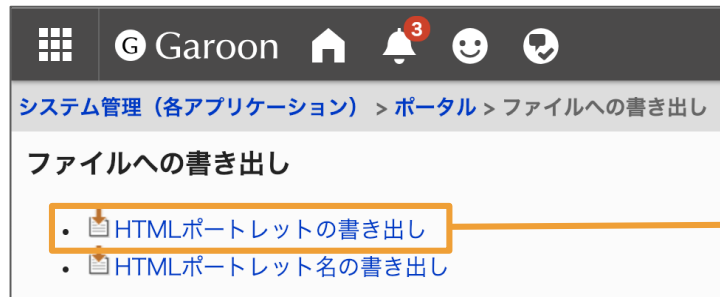 G Garoon 3
システム管理（各アプリケーション） > ポータル > ファイルへの書き出し
ファイルへの書き出し
• HTMLポートレットの書き出し
• HTMLポートレット名の書き出し